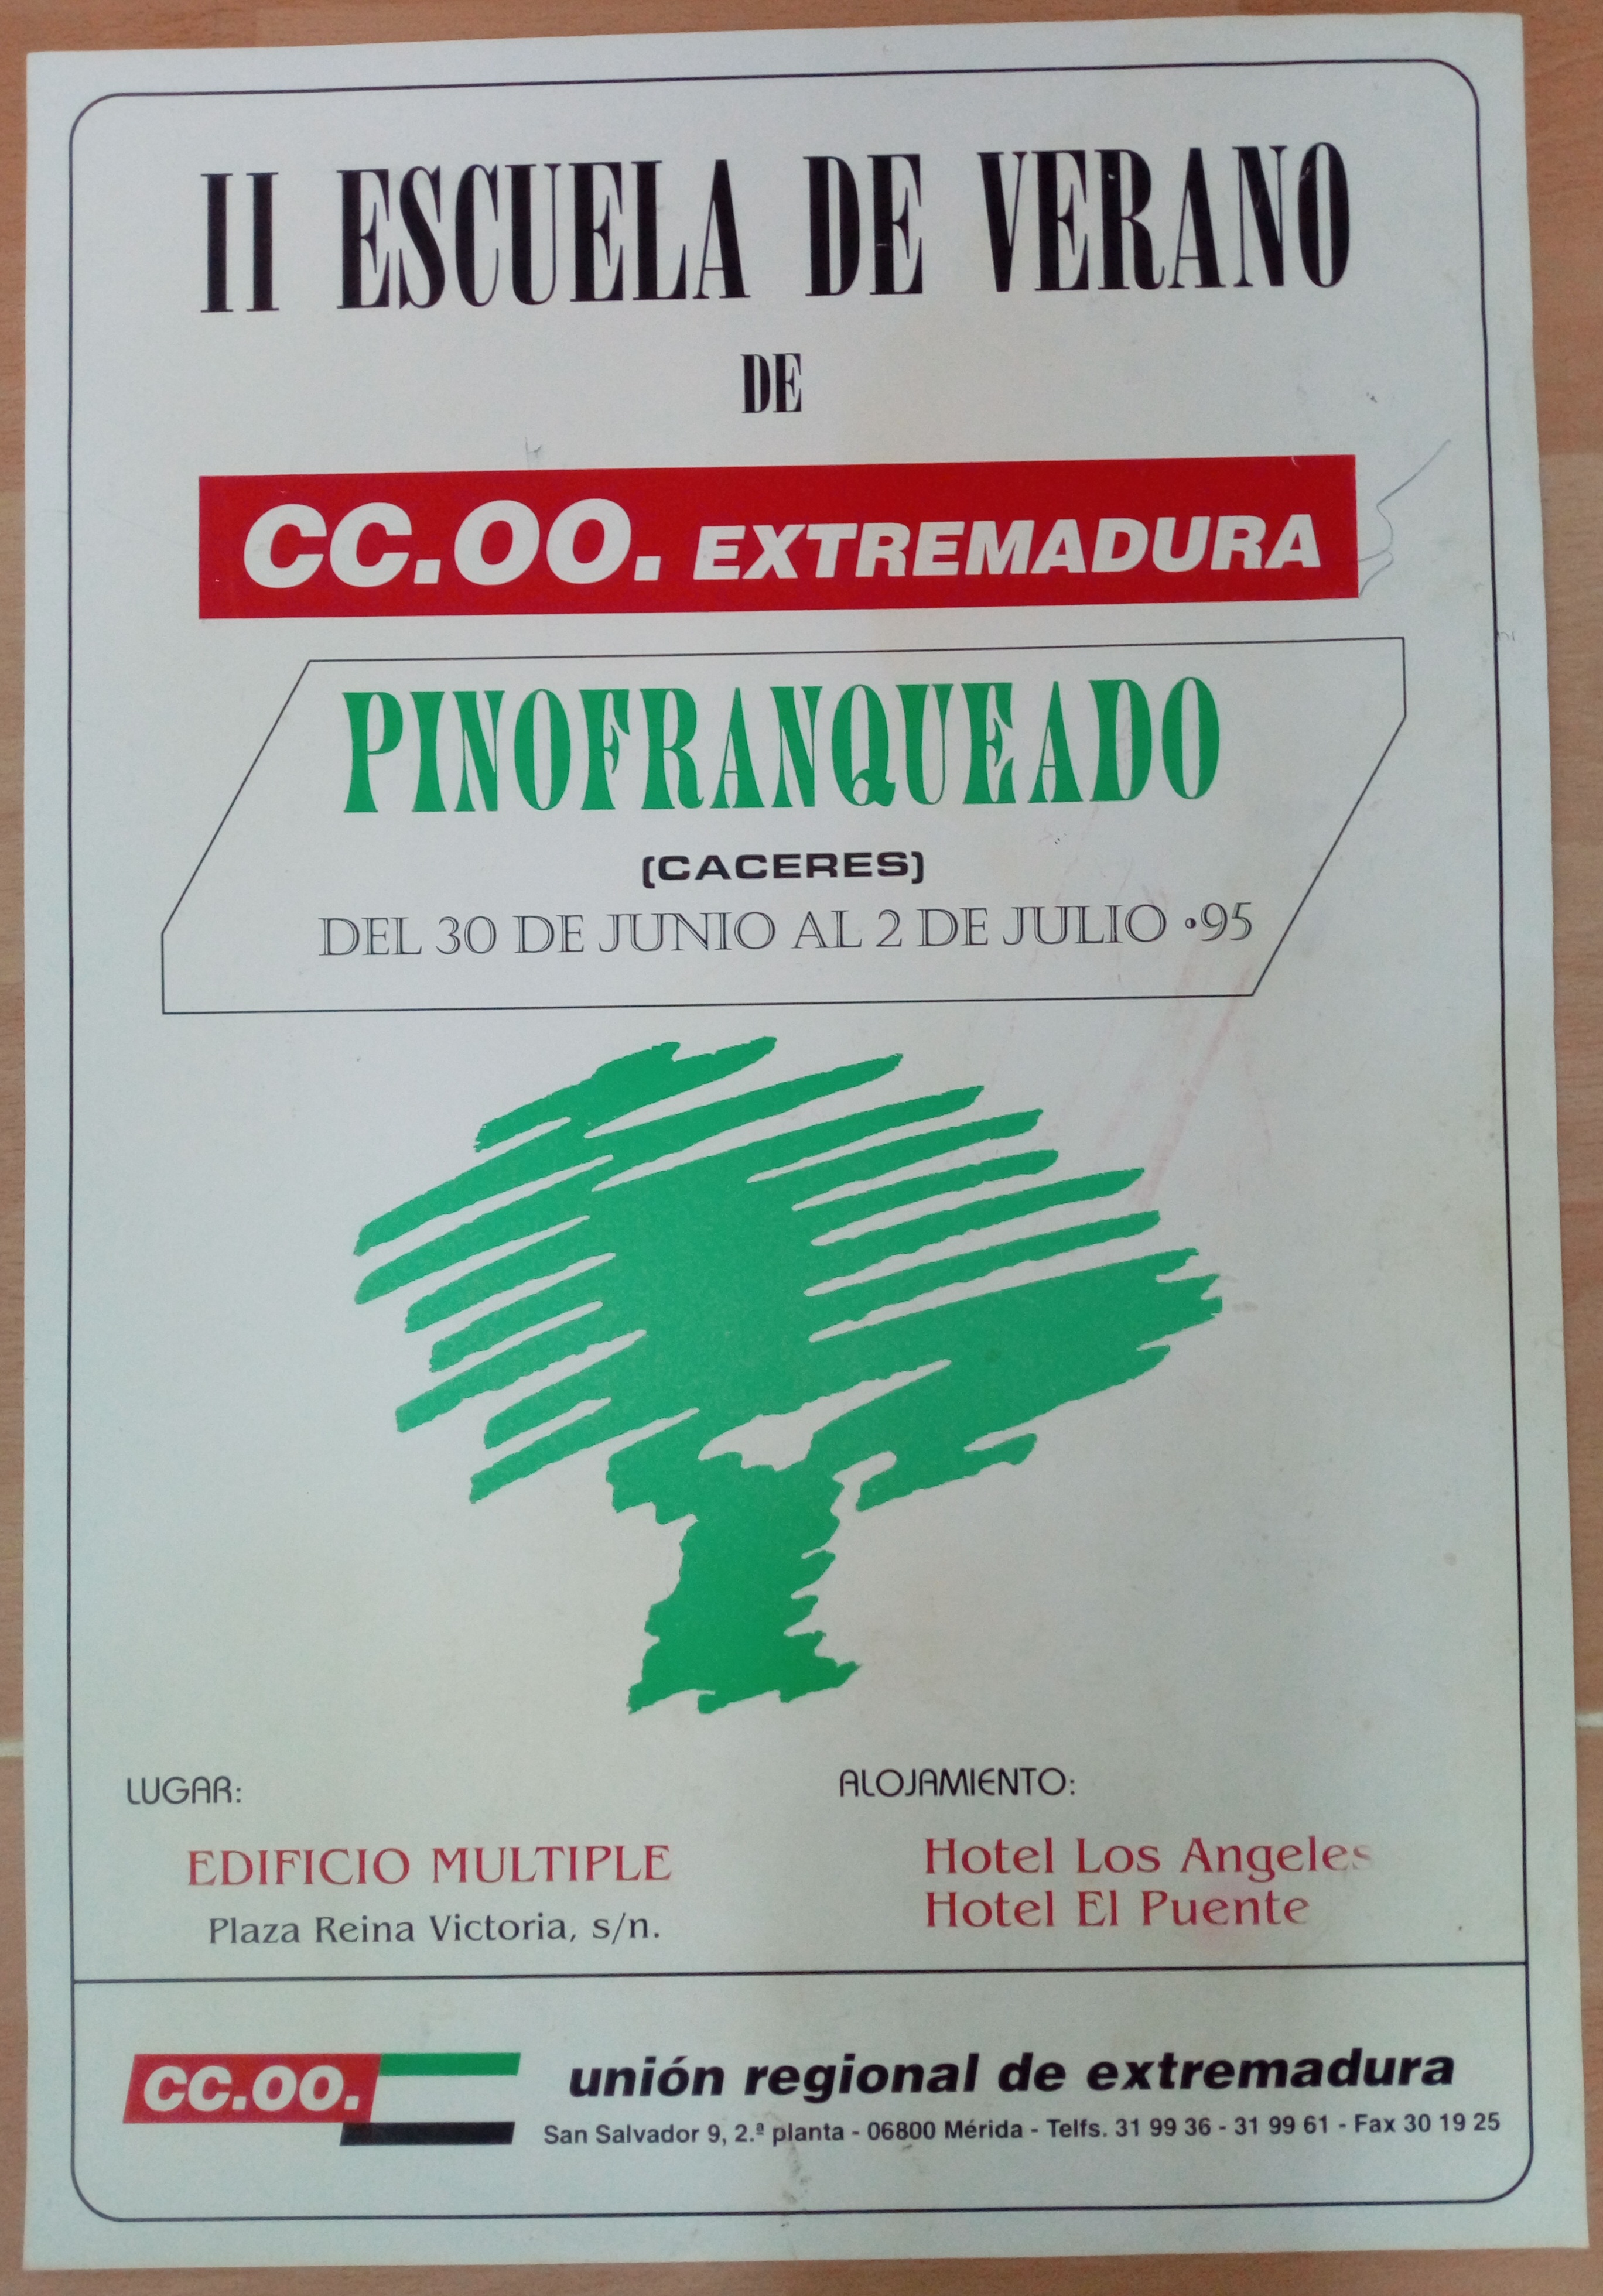 II ESCUELA DE VERANO
DE
CC.OO. EXTREMADURA
PINOFRANQUEADO
(CACERES)
DEL 30 DE JUNIO AL 2 DE JULIO •95
LUGAR:
EDIFICIO MULTIPLE
Plaza Reina Victoria, s/n.
ALOJAMIENTO:
Hotel Los Angeles
Hotel El Puente
CC.OO.
unión regional de extremadura
San Salvador 9, 2.ª planta - 06800 Mérida - Telfs. 31 99 36 - 31 99 61 - Fax 30 19 25